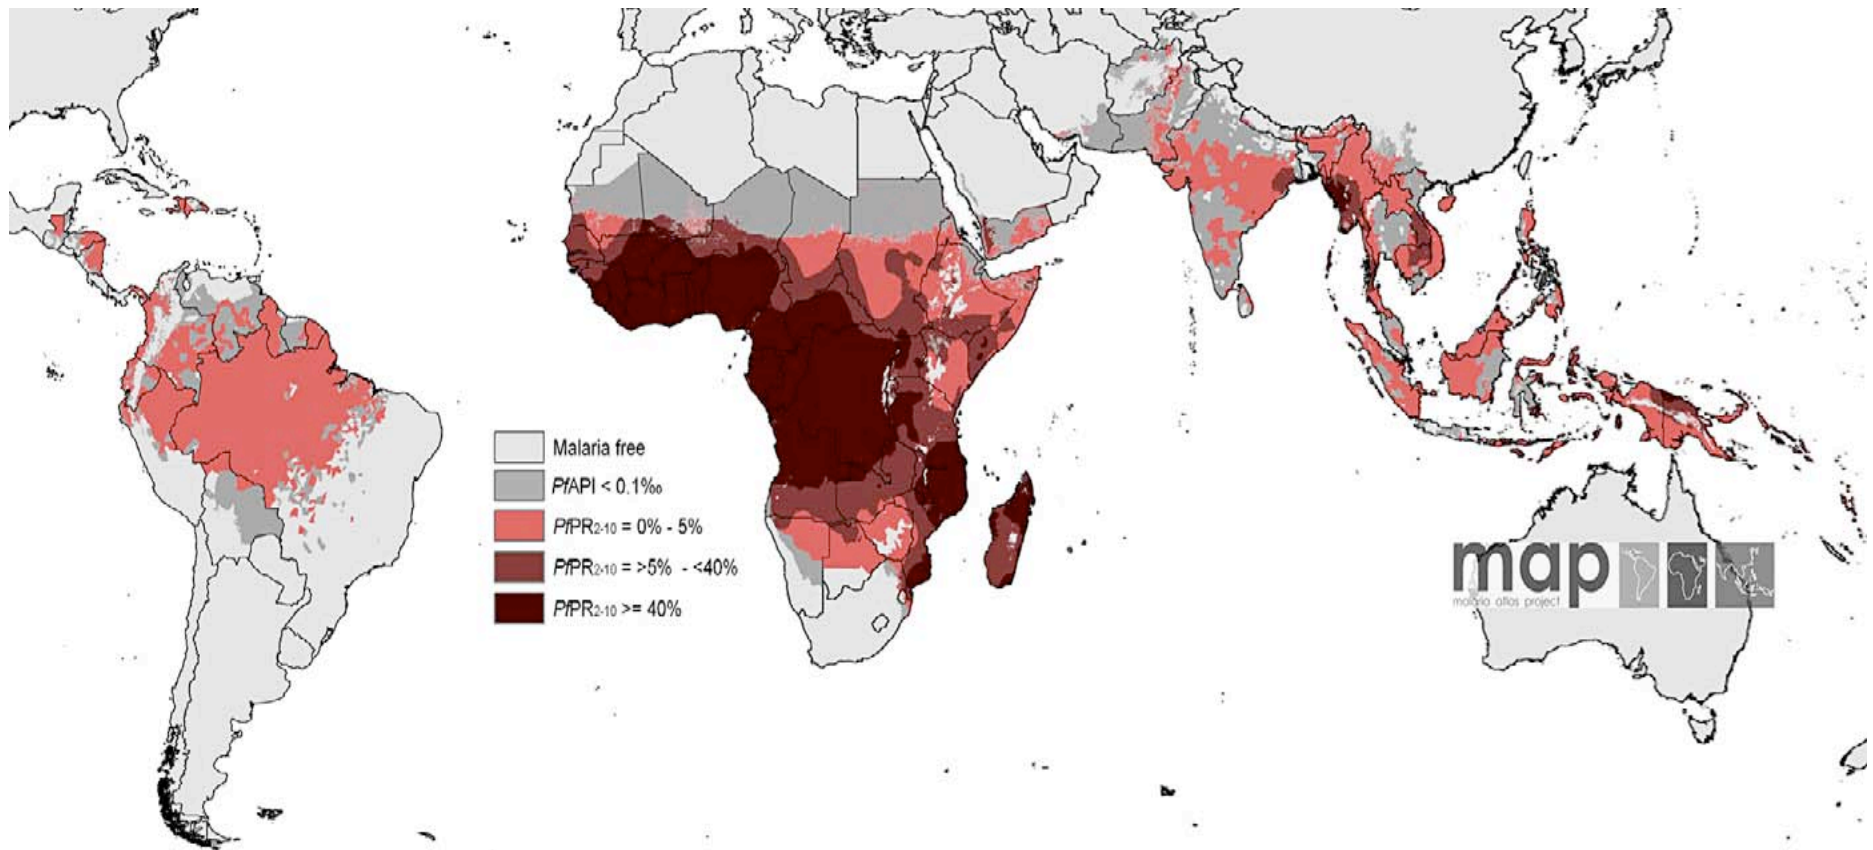 Malaria free
PfAPI < 0.1‰
PfPR2-10 = 0% - 5%
PfPR2-10 = >5% - <40%
PfPR2-10 >= 40%
map
malaria atlas project